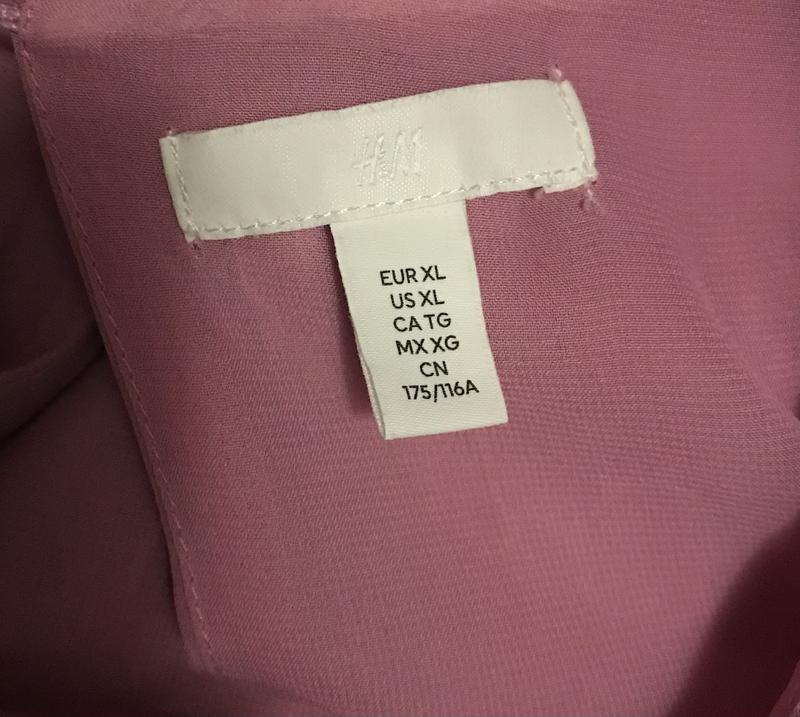 H&M
EUR XL
US XL
CA TG
MX XG
CN
175/116A